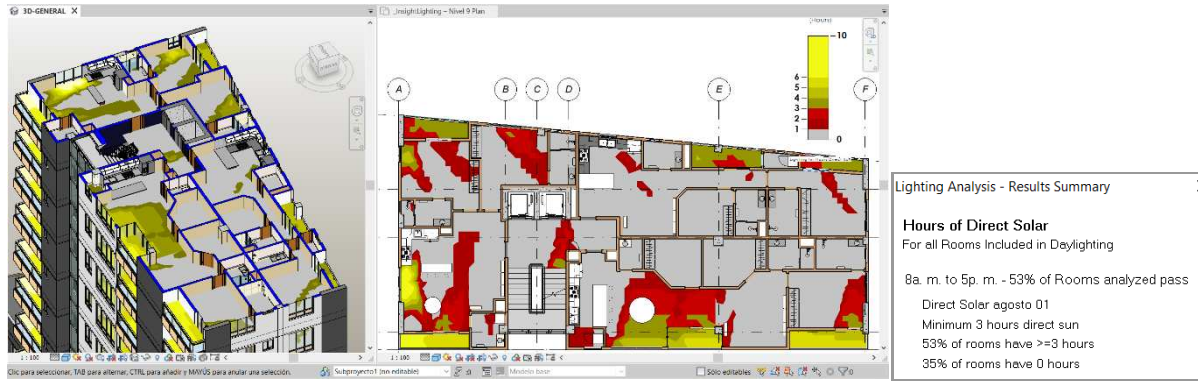 3D-GENERAL X
_InsightLighting - Nivel 9 Plan
(Hours)
10
6
5
4
3
2
1
0
A
B
C
D
E
F
1 : 100
1 : 100
Clic para seleccionar, TAB para alternar, CTRL para añadir y MAYÚS para anular una selección.
Subproyecto1 (no editable)
:0
Modelo base
Sólo editables
:0
Lighting Analysis - Results Summary
Hours of Direct Solar
For all Rooms Included in Daylighting
8a. m. to 5p. m. - 53% of Rooms analyzed pass
Direct Solar agosto 01
Minimum 3 hours direct sun
53% of rooms have >=3 hours
35% of rooms have 0 hours